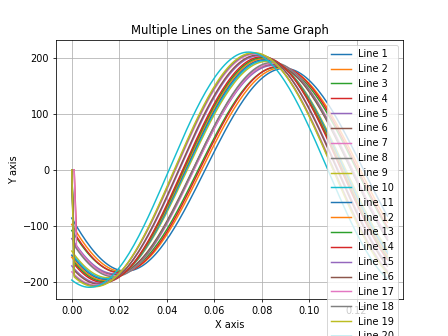 Multiple Lines on the Same Graph
Y axis
200
100
0
−100
−200
0.00
0.02
0.04
0.06
0.08
0.10
X axis
Line 1
Line 2
Line 3
Line 4
Line 5
Line 6
Line 7
Line 8
Line 9
Line 10
Line 11
Line 12
Line 13
Line 14
Line 15
Line 16
Line 17
Line 18
Line 19
Line 20